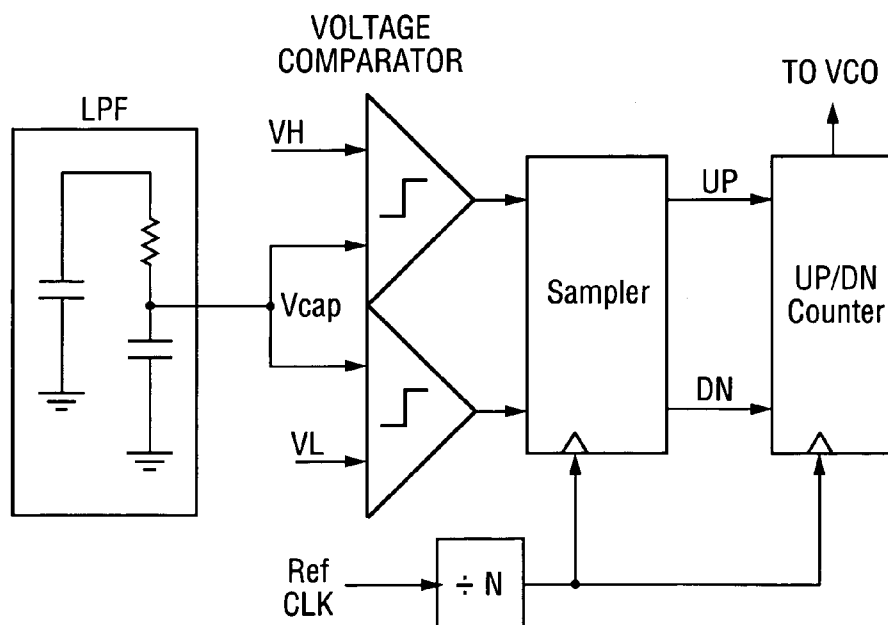 VOLTAGE
COMPARATOR
TO VCO
LPF
VH
UP
Vcap
Sampler
UP/DN
Counter
DN
VL
Ref
CLK
÷ N